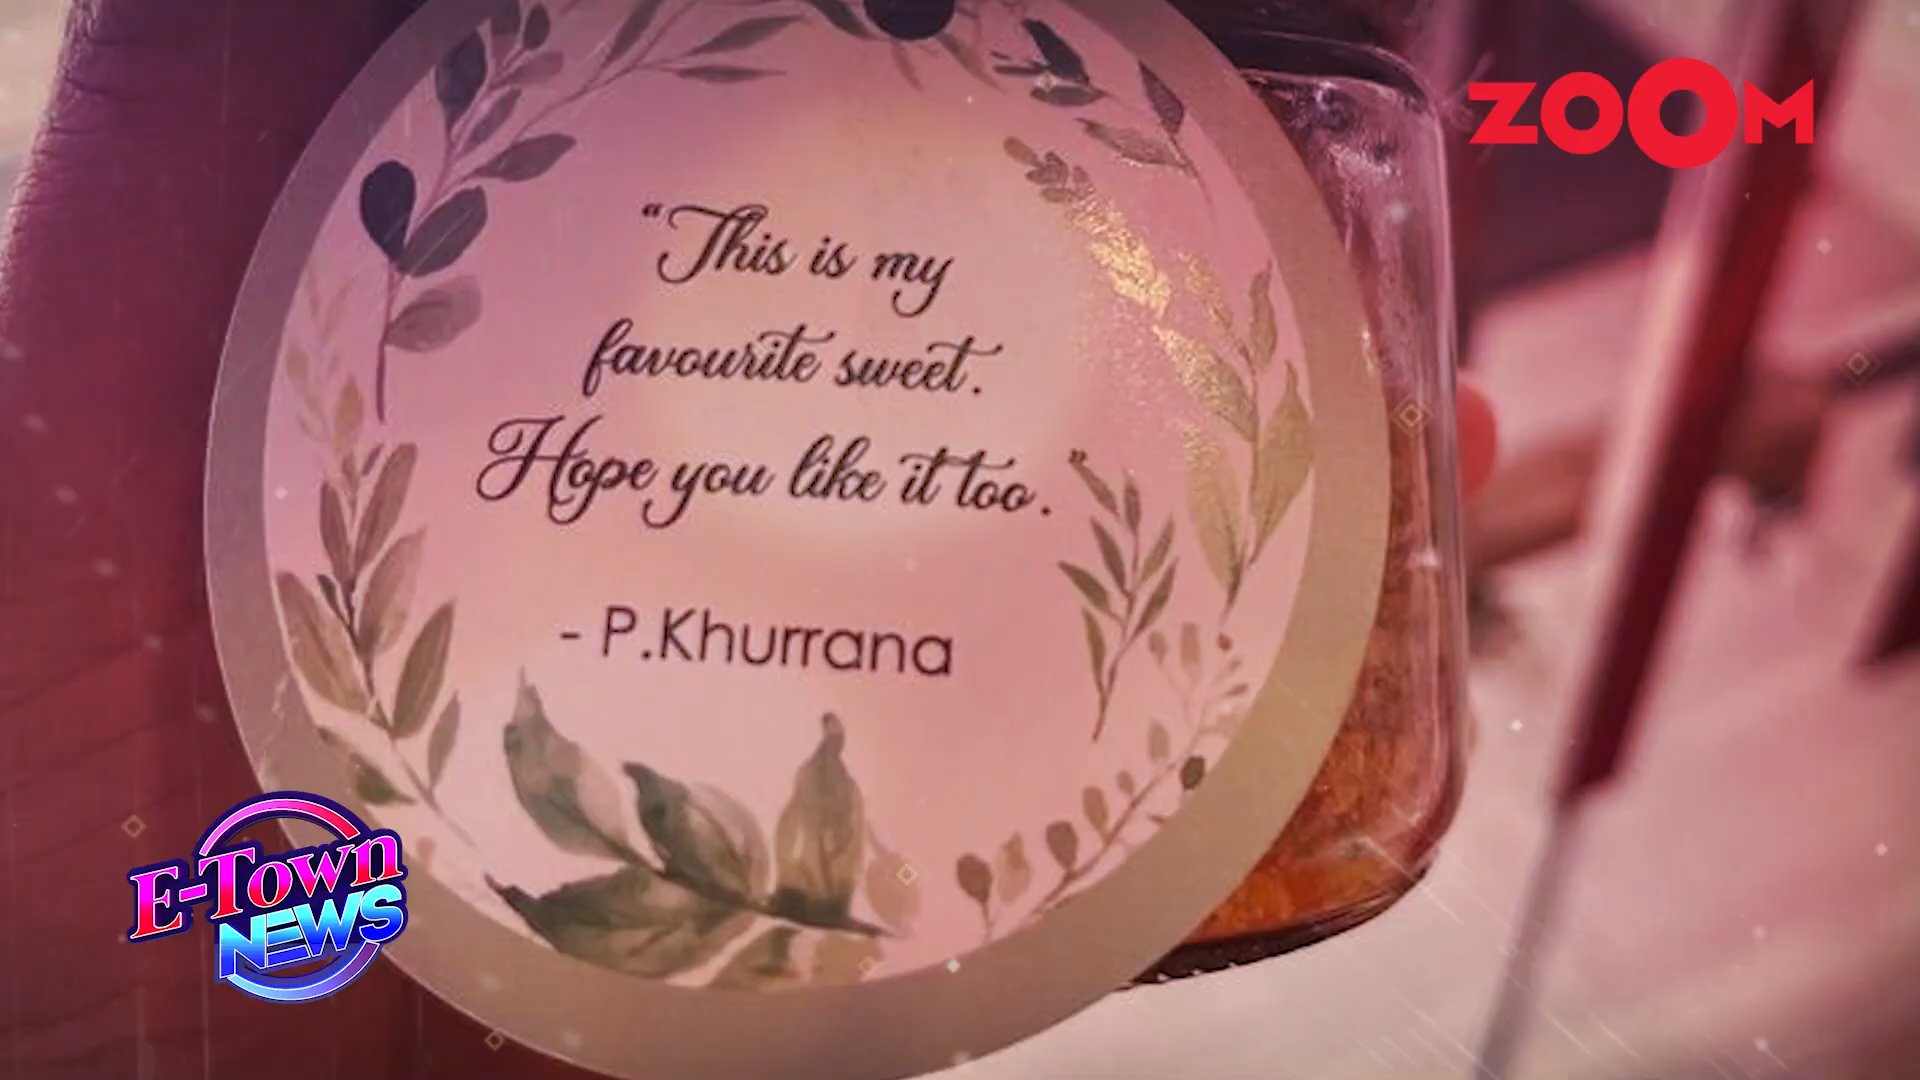 ZOOM
"This is my
favourite sweet.
Hope you like it too."
- P.Khurrana
E-Town
NEWS